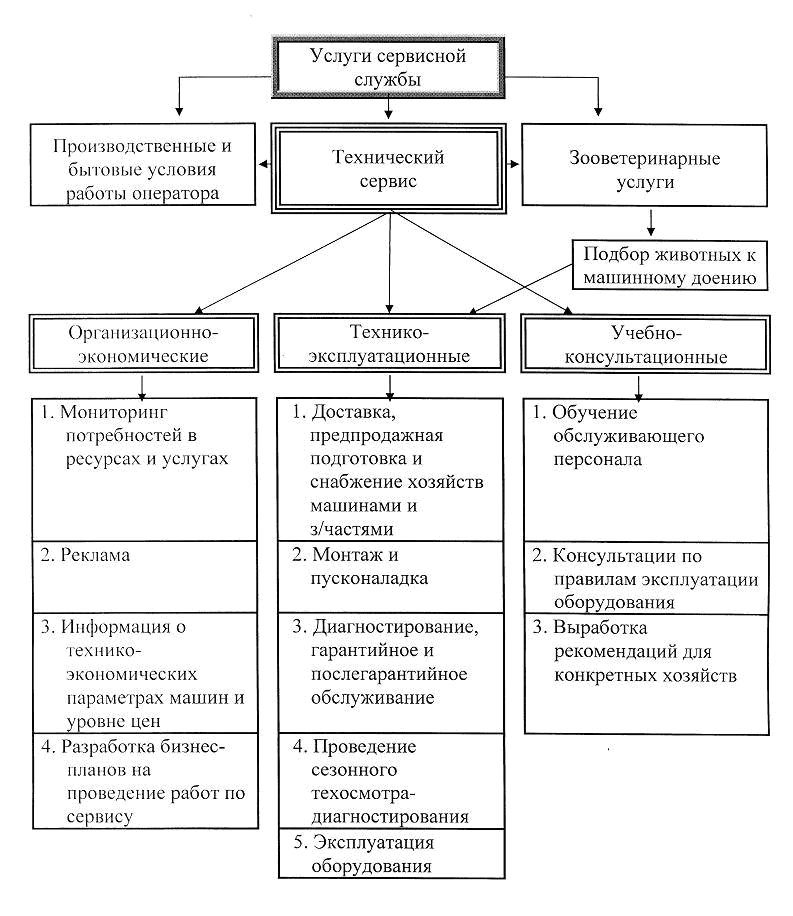 Услуги сервисной
службы
Производственные и
бытовые условия
работы оператора
Технический
сервис
Зооветеринарные
услуги
Подбор животных к
машинному доению
Организационно-
экономические
Технико-
эксплуатационные
Учебно-
консультационные
1. Мониторинг
потребностей в
ресурсах и услугах
2. Реклама
3. Информация о
технико-
экономических
параметрах машин и
уровне цен
4. Разработка бизнес-
планов на
проведение работ по
сервису
1. Доставка,
предпродажная
подготовка и
снабжение хозяйств
машинами и
з/частями
2. Монтаж и
пусконаладка
3. Диагностирование,
гарантийное и
послегарантийное
обслуживание
4. Проведение
сезонного
техосмотра-
диагностирования
5. Эксплуатация
оборудования
1. Обучение
обслуживающего
персонала
2. Консультации по
правилам эксплуатации
оборудования
3. Выработка
рекомендаций для
конкретных хозяйств